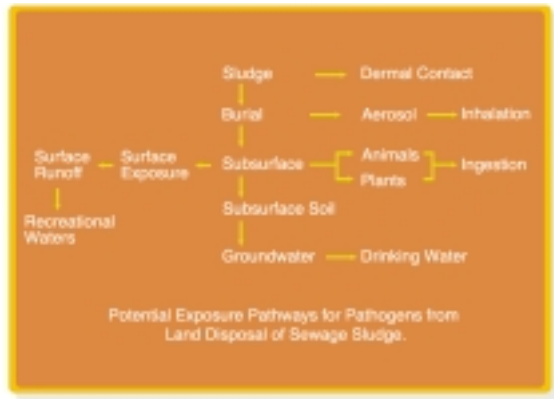 Sludge
Dermal Contact
Burial
Aerosol
Inhalation
Surface
Runoff
Surface
Exposure
Subsurface
Animals
Plants
Ingestion
Subsurface Soil
Recreational
Waters
Groundwater
Drinking Water
Potential Exposure Pathways for Pathogens from
Land Disposal of Sewage Sludge.